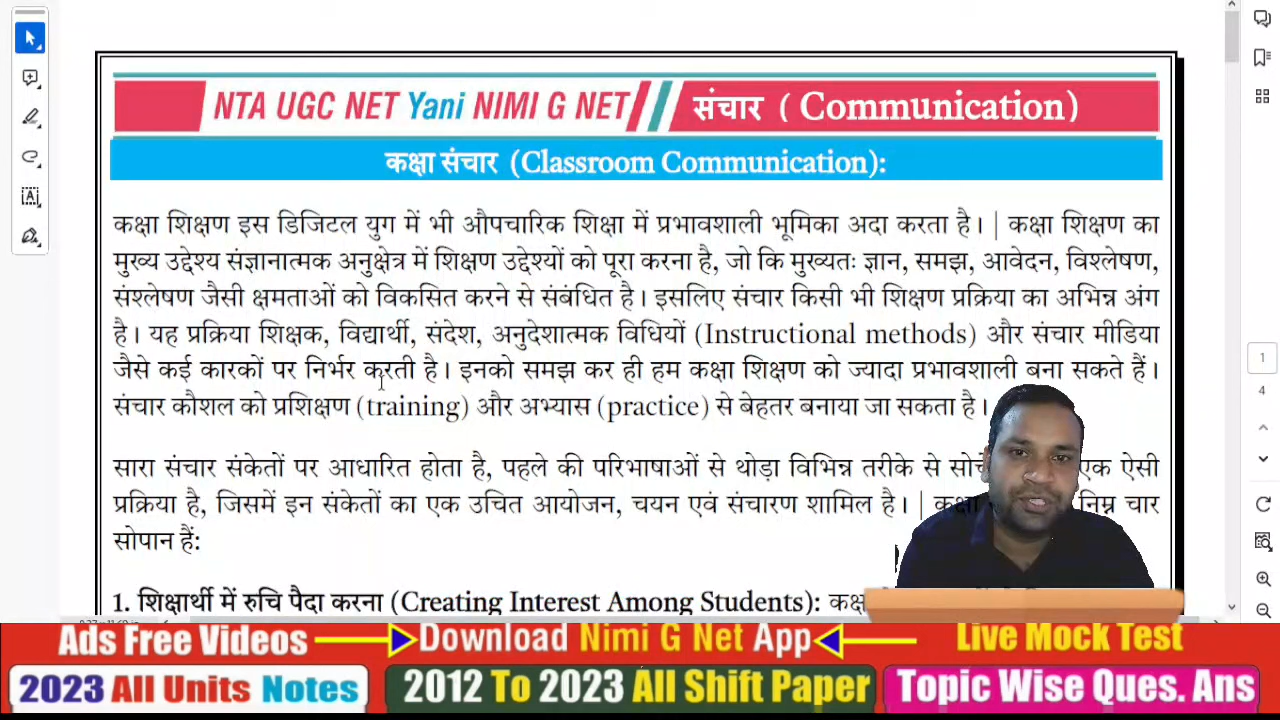 NTA UGC NET Yani NIMI G NET
संचार ( Communication)
कक्षा संचार (Classroom Communication):
कक्षा शिक्षण इस डिजिटल युग में भी औपचारिक शिक्षा में प्रभावशाली भूमिका अदा करता है। | कक्षा शिक्षण का
मुख्य उद्देश्य संज्ञानात्मक अनुक्षेत्र में शिक्षण उद्देश्यों को पूरा करना है, जो कि मुख्यतः ज्ञान, समझ, आवेदन, विश्लेषण,
संश्लेषण जैसी क्षमताओं को विकसित करने से संबंधित है। इसलिए संचार किसी भी शिक्षण प्रक्रिया का अभिन्न अंग
है। यह प्रक्रिया शिक्षक, विद्यार्थी, संदेश, अनुदेशात्मक विधियों (Instructional methods) और संचार मीडिया
जैसे कई कारकों पर निर्भर करती है। इनको समझ कर ही हम कक्षा शिक्षण को ज्यादा प्रभावशाली बना सकते हैं।
संचार कौशल को प्रशिक्षण (training) और अभ्यास (practice) से बेहतर बनाया जा सकता है।
सारा संचार संकेतों पर आधारित होता है, पहले की परिभाषाओं से थोड़ा विभिन्न तरीके से एक ऐसी
प्रक्रिया है, जिसमें इन संकेतों का एक उचित आयोजन, चयन एवं संचारण शामिल है। | निम्न चार
सोपान हैं:
1. शिक्षार्थी में रुचि पैदा करना (Creating Interest Among Students):
1
4
Ads Free Videos
Download Nimi G Net App
Live Mock Test
2023 All Units Notes
2012 To 2023 All Shift Paper
Topic Wise Ques. Ans